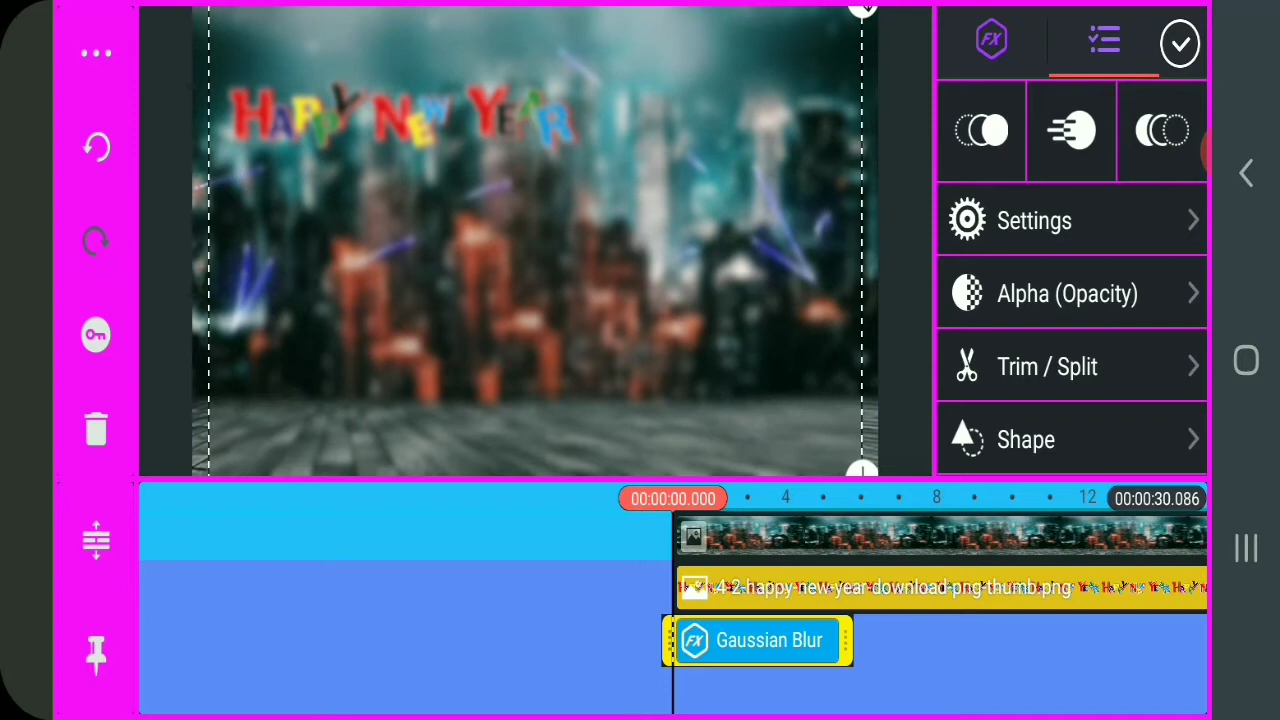 FX
HAPPY NEW YEAR
Settings
Alpha (Opacity)
Trim / Split
Shape
00:00:00.000
4
8
12
00:00:30.086
4-2-happy-new-year-download-png-thumb.png
FX
Gaussian Blur